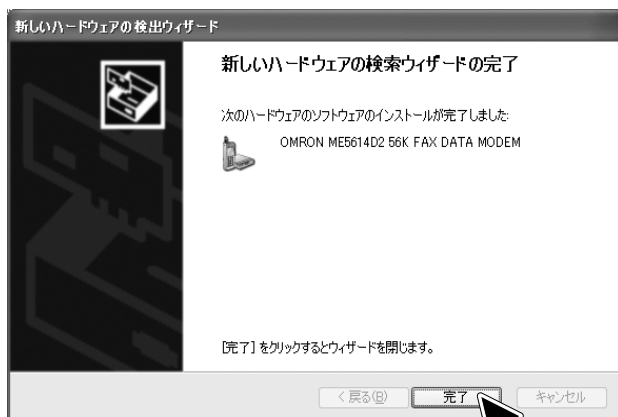 新しいハードウェアの検出ウィザード
新しいハードウェアの検索ウィザードの完了
次のハードウェアのソフトウェアのインストールが完了しました:
OMRON ME5614D2 56K FAX DATA MODEM
[完了] をクリックするとウィザードを閉じます。
< 戻る(B)
完了
キャンセル